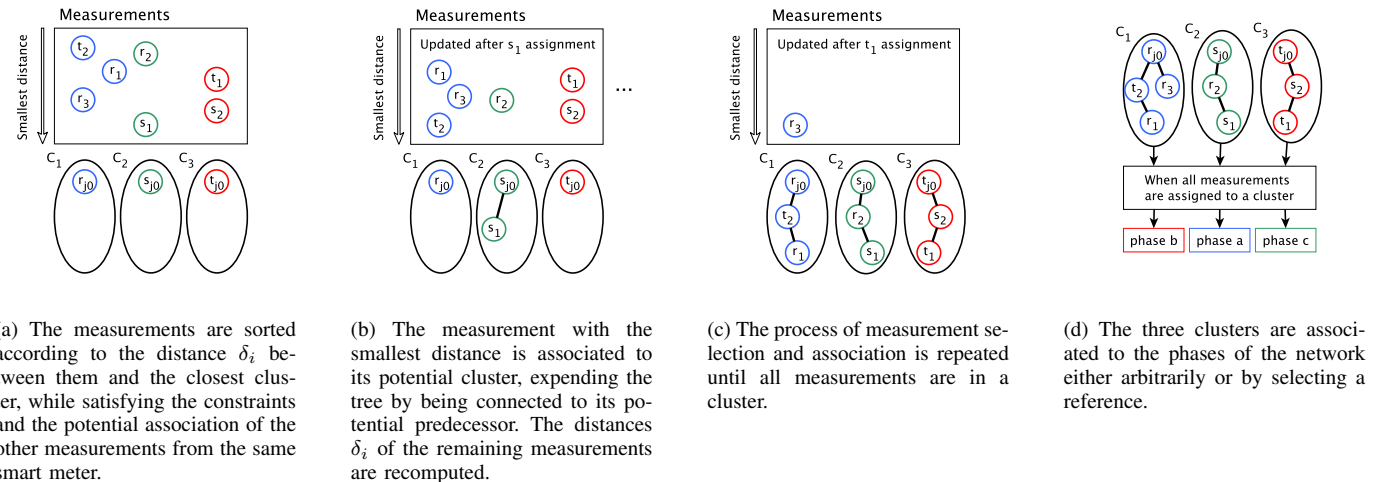 Measurements
Smallest distance
t2
r2
r1
t1
r3
s2
s1
C1
C2
C3
rj0
sj0
tj0
Measurements
Smallest distance
Updated after s1 assignment
r1
t1
r3
r2
s2
t2
...
C1
C2
C3
rj0
sj0
tj0
s1
Measurements
Smallest distance
Updated after t1 assignment
r3
C1
C2
C3
rj0
sj0
tj0
t2
r2
s2
r1
s1
t1
C1
C2
C3
rj0
sj0
tj0
t2
r3
r2
s2
r1
s1
t1
When all measurements
are assigned to a cluster
phase b
phase a
phase c
(a) The measurements are sorted
according to the distance δi be-
tween them and the closest clus-
ter, while satisfying the constraints
and the potential association of the
other measurements from the same
smart meter.
(b) The measurement with the
smallest distance is associated to
its potential cluster, expending the
tree by being connected to its po-
tential predecessor. The distances
δi of the remaining measurements
are recomputed.
(c) The process of measurement se-
lection and association is repeated
until all measurements are in a
cluster.
(d) The three clusters are associ-
ated to the phases of the network
either arbitrarily or by selecting a
reference.